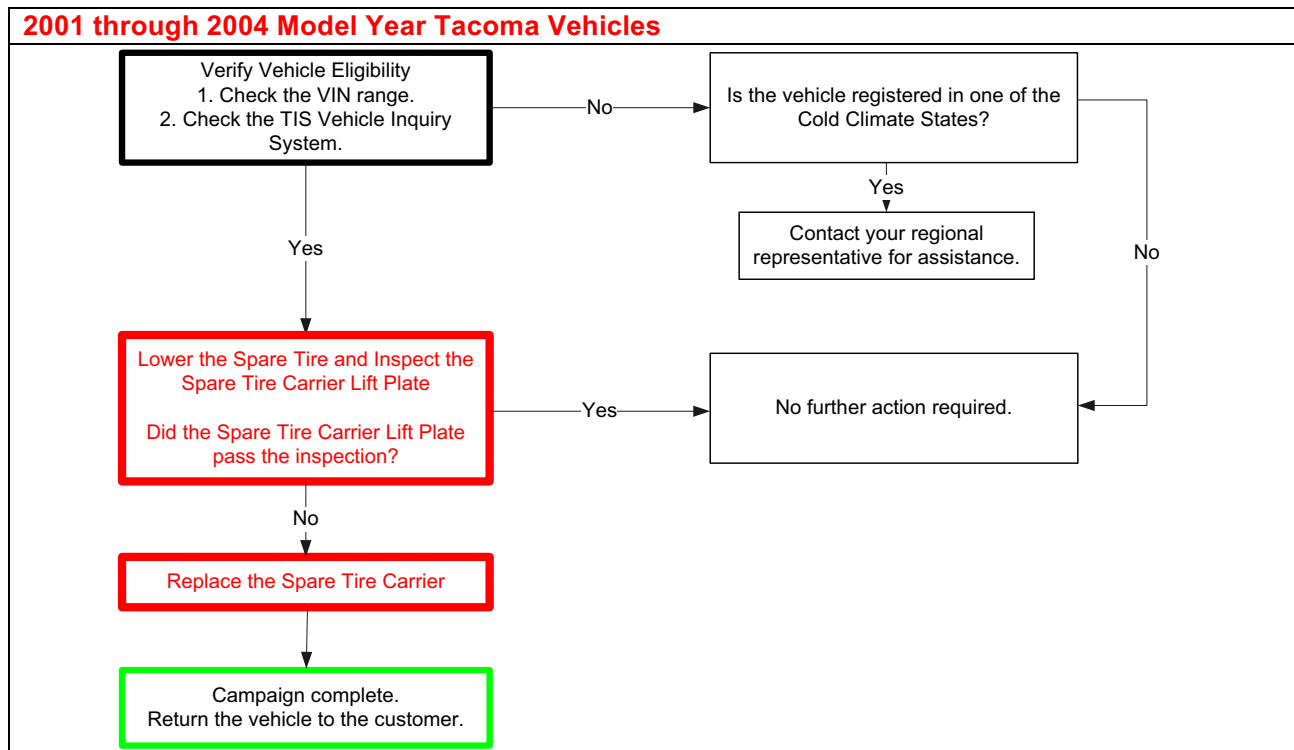 2001 through 2004 Model Year Tacoma Vehicles
Verify Vehicle Eligibility
1. Check the VIN range.
2. Check the TIS Vehicle Inquiry
System.
No
Is the vehicle registered in one of the
Cold Climate States?
Yes
Contact your regional
representative for assistance.
No
Yes
Lower the Spare Tire and Inspect the
Spare Tire Carrier Lift Plate
Did the Spare Tire Carrier Lift Plate
pass the inspection?
Yes
No further action required.
No
Replace the Spare Tire Carrier
Campaign complete.
Return the vehicle to the customer.